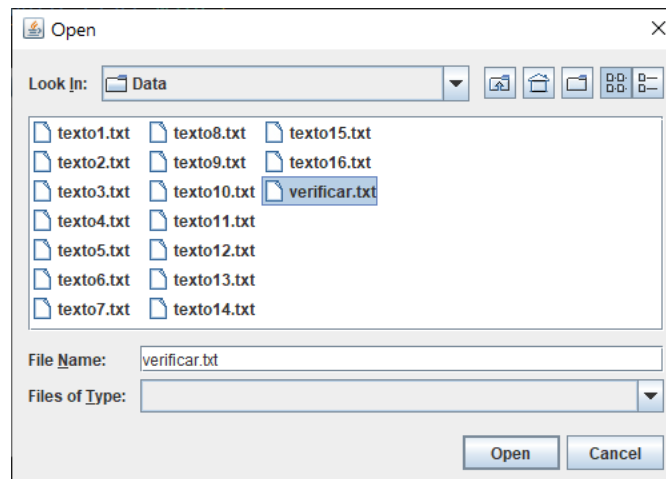 Open
Look In: Data
texto1.txt texto8.txt texto15.txt
texto2.txt texto9.txt texto16.txt
texto3.txt texto10.txt verificar.txt
texto4.txt texto11.txt
texto5.txt texto12.txt
texto6.txt texto13.txt
texto7.txt texto14.txt
File Name: verificar.txt
Files of Type:
Open Cancel